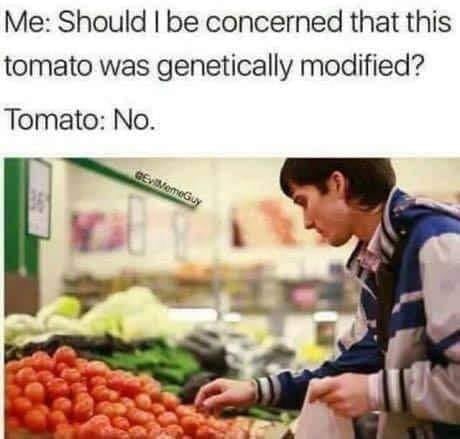 Me: Should I be concerned that this
tomato was genetically modified?
Tomato: No.
@EvilMemeGuy